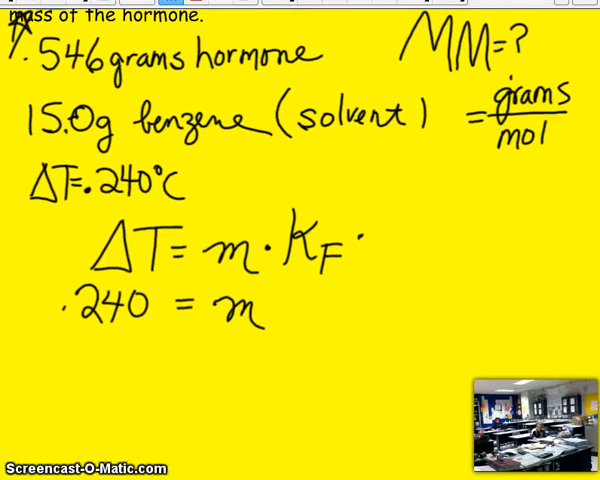 mass of the hormone.
.546 grams hormone
MM=?
15.0g benzene (solvent)
= grams
mol
ΔT=.240°C
ΔT= m · KF ·
.240 = m
Screencast-O-Matic.com